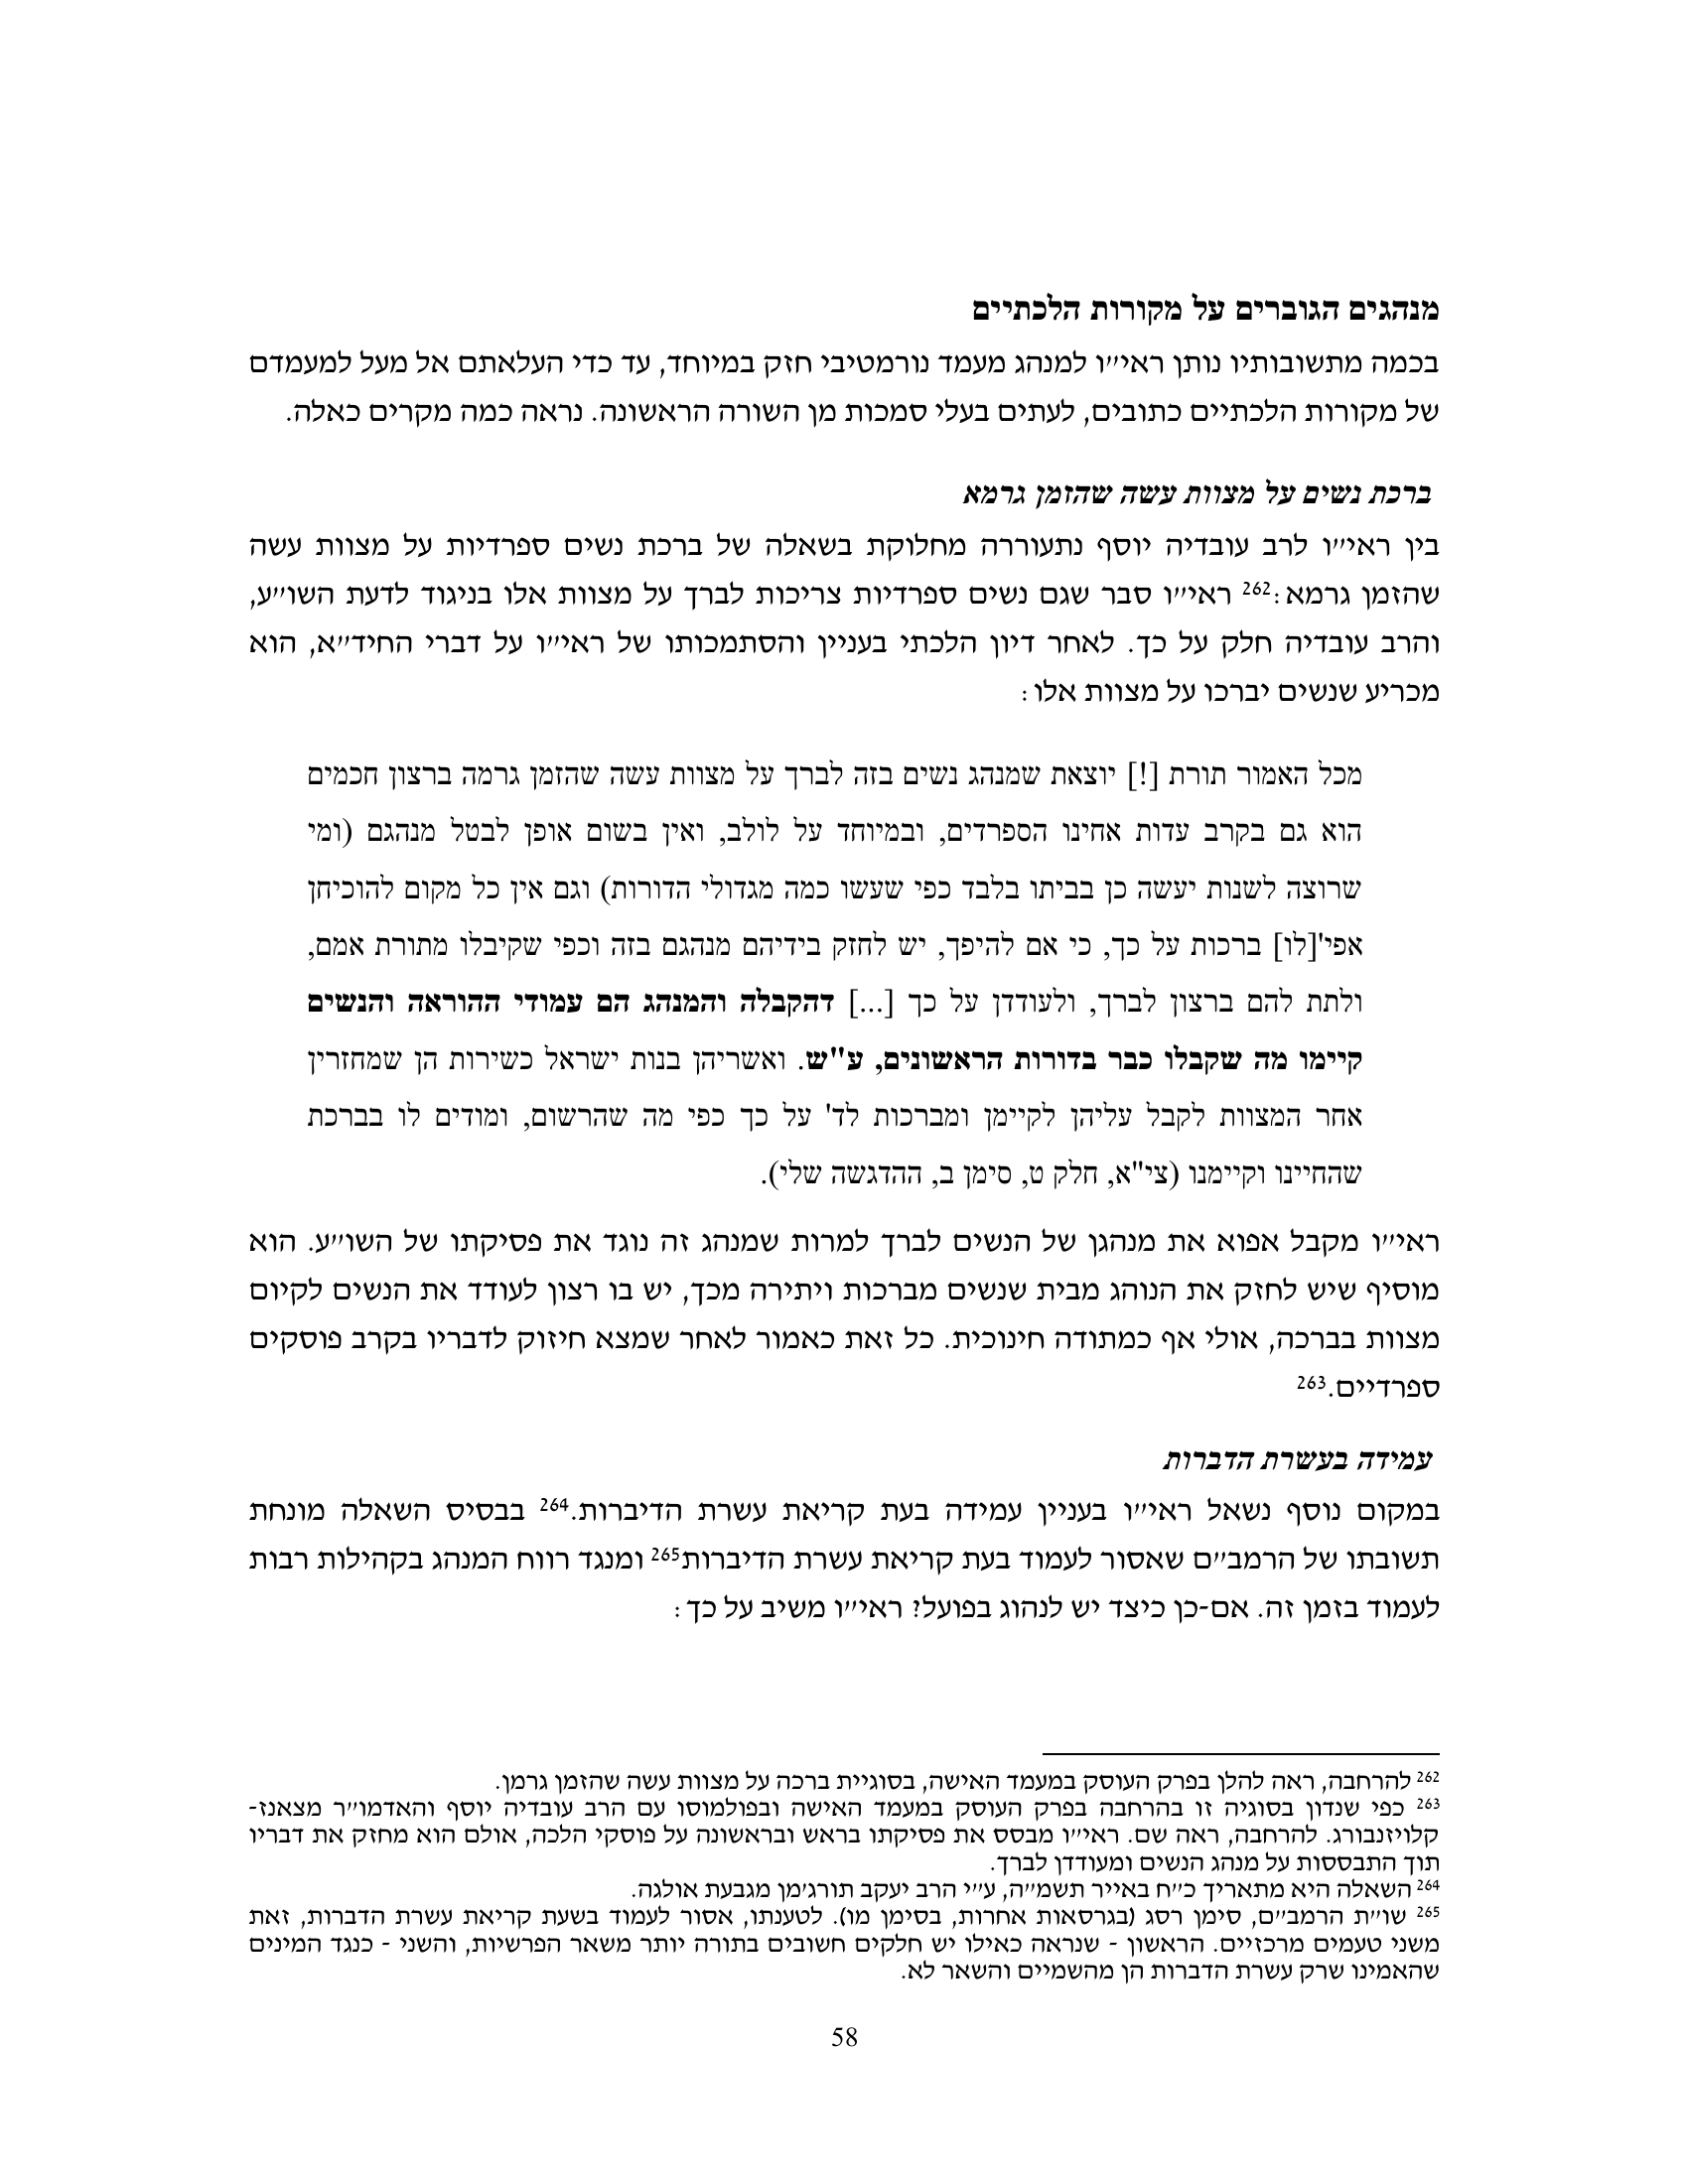 מנהגים הגוברים על מקורות הלכתיים
בכמה מתשובותיו נותן ראי״ו למנהג מעמד נורמטיבי חזק במיוחד, עד כדי העלאתם אל מעל למעמדם
של מקורות הלכתיים כתובים, לעתים בעלי סמכות מן השורה הראשונה. נראה כמה מקרים כאלה.
ברכת נשים על מצוות עשה שהזמן גרמא
בין ראי״ו לרב עובדיה יוסף נתעוררה מחלוקת בשאלה של ברכת נשים ספרדיות על מצוות עשה
שהזמן גרמא:262 ראי״ו סבר שגם נשים ספרדיות צריכות לברך על מצוות אלו בניגוד לדעת השו״ע,
והרב עובדיה חלק על כך. לאחר דיון הלכתי בעניין והסתמכותו של ראי״ו על דברי החיד״א, הוא
מכריע שנשים יברכו על מצוות אלו:
מכל האמור תורת [!] יוצאת שמנהג נשים בזה לברך על מצוות עשה שהזמן גרמה ברצון חכמים
הוא גם בקרב עדות אחינו הספרדים, ובמיוחד על לולב, ואין בשום אופן לבטל מנהגם (ומי
שרוצה לשנות יעשה כן בביתו בלבד כפי שעשו כמה מגדולי הדורות) וגם אין כל מקום להוכיחן
אפי'[לו] ברכות על כך, כי אם להיפך, יש לחזק בידיהם מנהגם בזה וכפי שקיבלו מתורת אמם,
ולתת להם ברצון לברך, ולעודדן על כך [...] דהקבלה והמנהג הם עמודי ההוראה והנשים
קיימו מה שקבלו כבר בדורות הראשונים, ע"ש. ואשריהן בנות ישראל כשירות הן שמחזרין
אחר המצוות לקבל עליהן לקיימן ומברכות לד' על כך כפי מה שהרשום, ומודים לו בברכת
שהחיינו וקיימנו (צי"א, חלק ט, סימן ב, ההדגשה שלי).
ראי״ו מקבל אפוא את מנהגן של הנשים לברך למרות שמנהג זה נוגד את פסיקתו של השו״ע. הוא
מוסיף שיש לחזק את הנוהג מבית שנשים מברכות ויתירה מכך, יש בו רצון לעודד את הנשים לקיום
מצוות בברכה, אולי אף כמתודה חינוכית. כל זאת כאמור לאחר שמצא חיזוק לדבריו בקרב פוסקים
ספרדיים.263
עמידה בעשרת הדברות
במקום נוסף נשאל ראי״ו בעניין עמידה בעת קריאת עשרת הדיברות.264 בבסיס השאלה מונחת
תשובתו של הרמב״ם שאסור לעמוד בעת קריאת עשרת הדיברות265 ומנגד רווח המנהג בקהילות רבות
לעמוד בזמן זה. אם-כן כיצד יש לנהוג בפועל? ראי״ו משיב על כך:
262 להרחבה, ראה להלן בפרק העוסק במעמד האישה, בסוגיית ברכה על מצוות עשה שהזמן גרמן.
263 כפי שנדון בסוגיה זו בהרחבה בפרק העוסק במעמד האישה ובפולמוסו עם הרב עובדיה יוסף והאדמו״ר מצאנז-
קלויזנבורג. להרחבה, ראה שם. ראי״ו מבסס את פסיקתו בראש ובראשונה על פוסקי הלכה, אולם הוא מחזק את דבריו
תוך התבססות על מנהג הנשים ומעודדן לברך.
264 השאלה היא מתאריך כ״ח באייר תשמ״ה, ע״י הרב יעקב תורג׳מן מגבעת אולגה.
265 שו״ת הרמב״ם, סימן רסג (בגרסאות אחרות, בסימן מו). לטענתו, אסור לעמוד בשעת קריאת עשרת הדברות, זאת
משני טעמים מרכזיים. הראשון - שנראה כאילו יש חלקים חשובים בתורה יותר משאר הפרשיות, והשני - כנגד המינים
שהאמינו שרק עשרת הדברות הן מהשמיים והשאר לא.
58